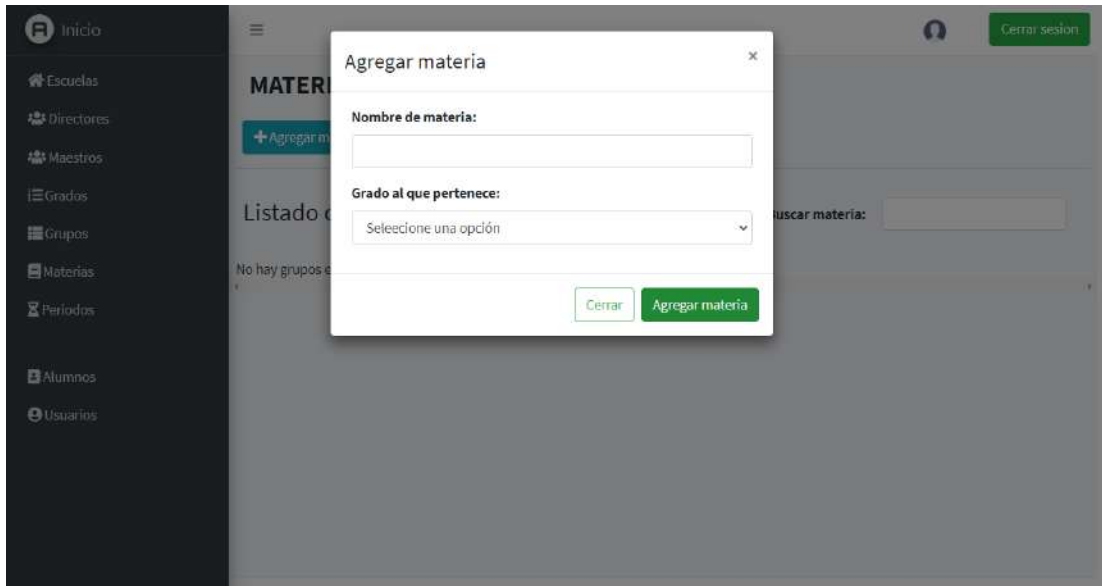 Inicio
Cerrar sesion
Escuelas
Directores
Maestros
Grados
Grupos
Materias
Periodos
Alumnos
Usuarios
MATERI
Agregar m
Listado
uscar materia:
No hay grupos
Agregar materia
×
Nombre de materia:
Grado al que pertenece:
Seleecione una opción
Cerrar
Agregar materia